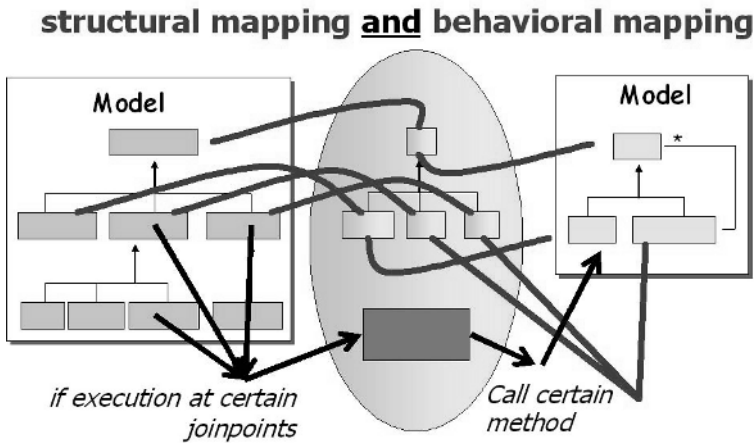 structural mapping and behavioral mapping
Model
Model
*
if execution at certain
joinpoints
Call certain
method